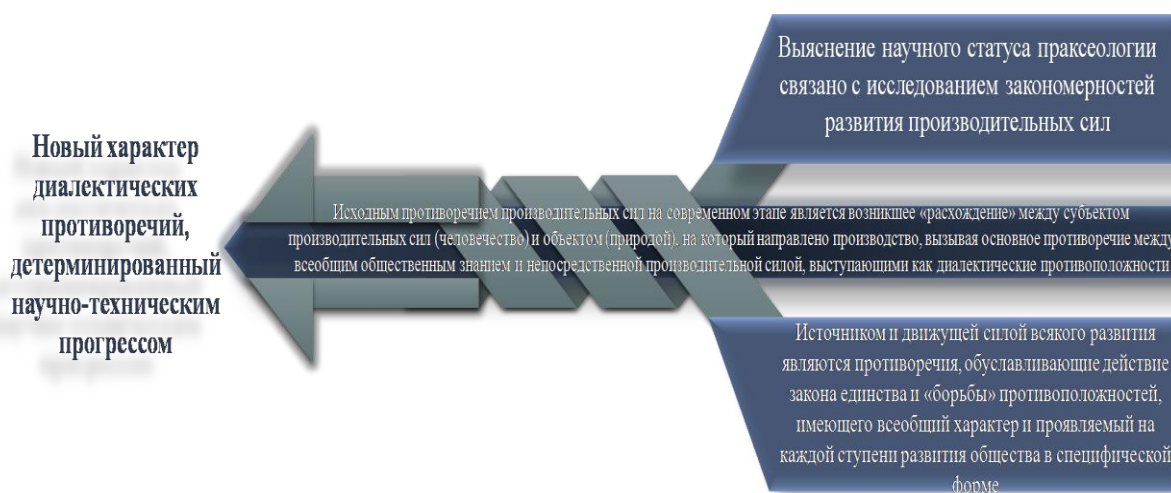 Новый характер
диалектических
противоречий,
детерминированный
научно-техническим
прогрессом
Выяснение научного статуса праксеологии
связано с исследованием закономерностей
развития производительных сил
Исходным противоречием производительных сил на современном этапе является возникшее «расхождение» между субъектом
производительных сил (человечество) и объектом (природой), на который направлено производство, вызывая основное противоречие между
всеобщим общественным знанием и непосредственной производительной силой, выступающими как диалектические противоположности
Источником и движущей силой всякого развития
являются противоречия, обуславливающие действие
закона единства и «борьбы» противоположностей,
имеющего всеобщий характер и проявляемый на
каждой ступени развития общества в специфической
форме